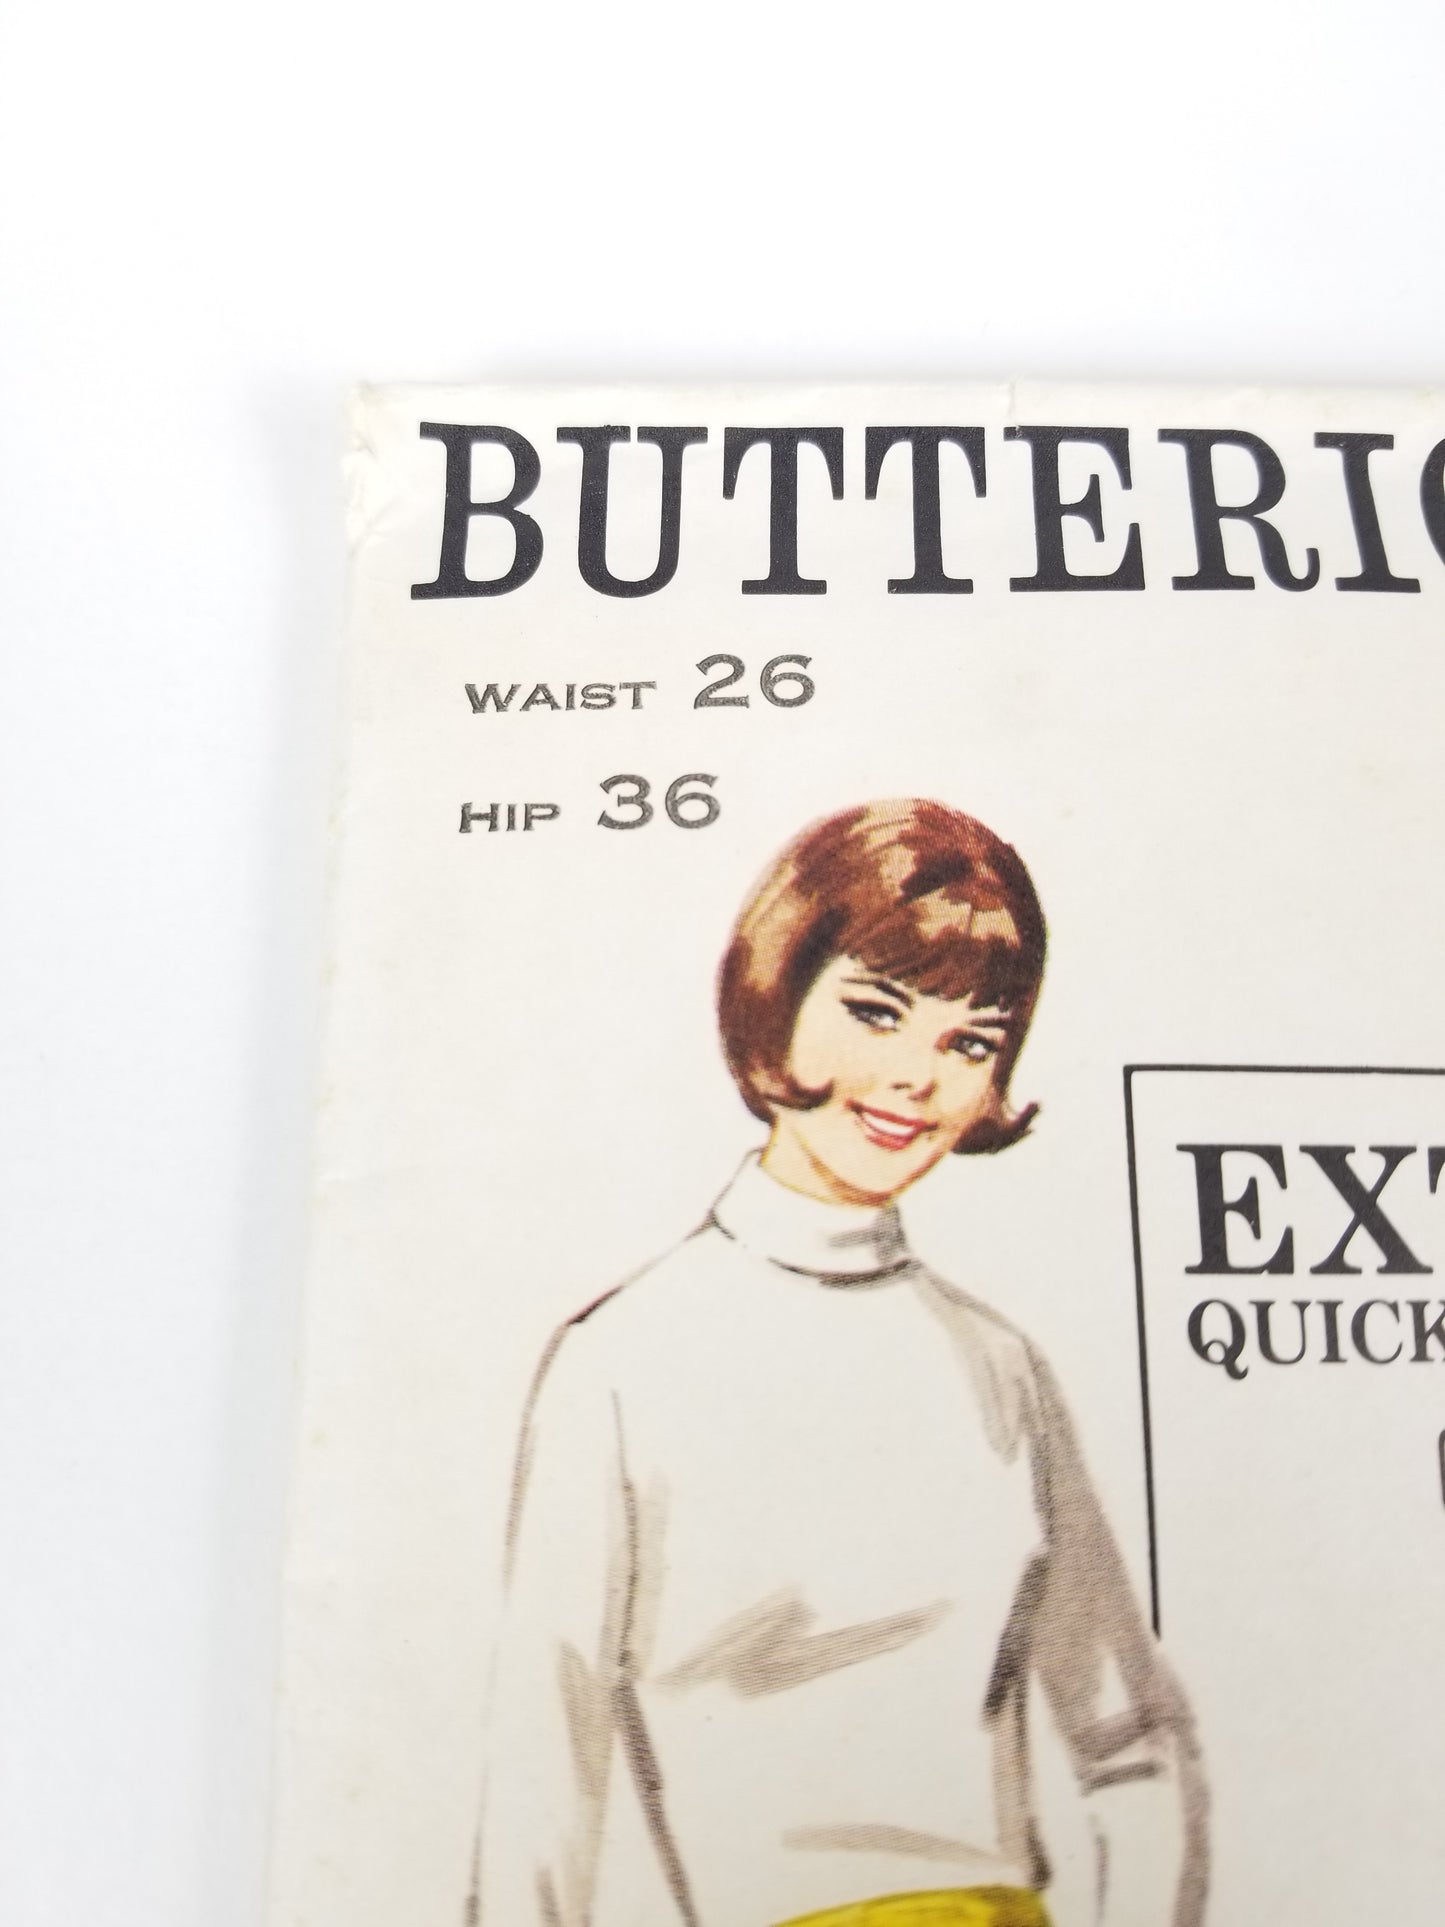 BUTTERIC
WAIST 26
HIP 36
EXT
QUICK